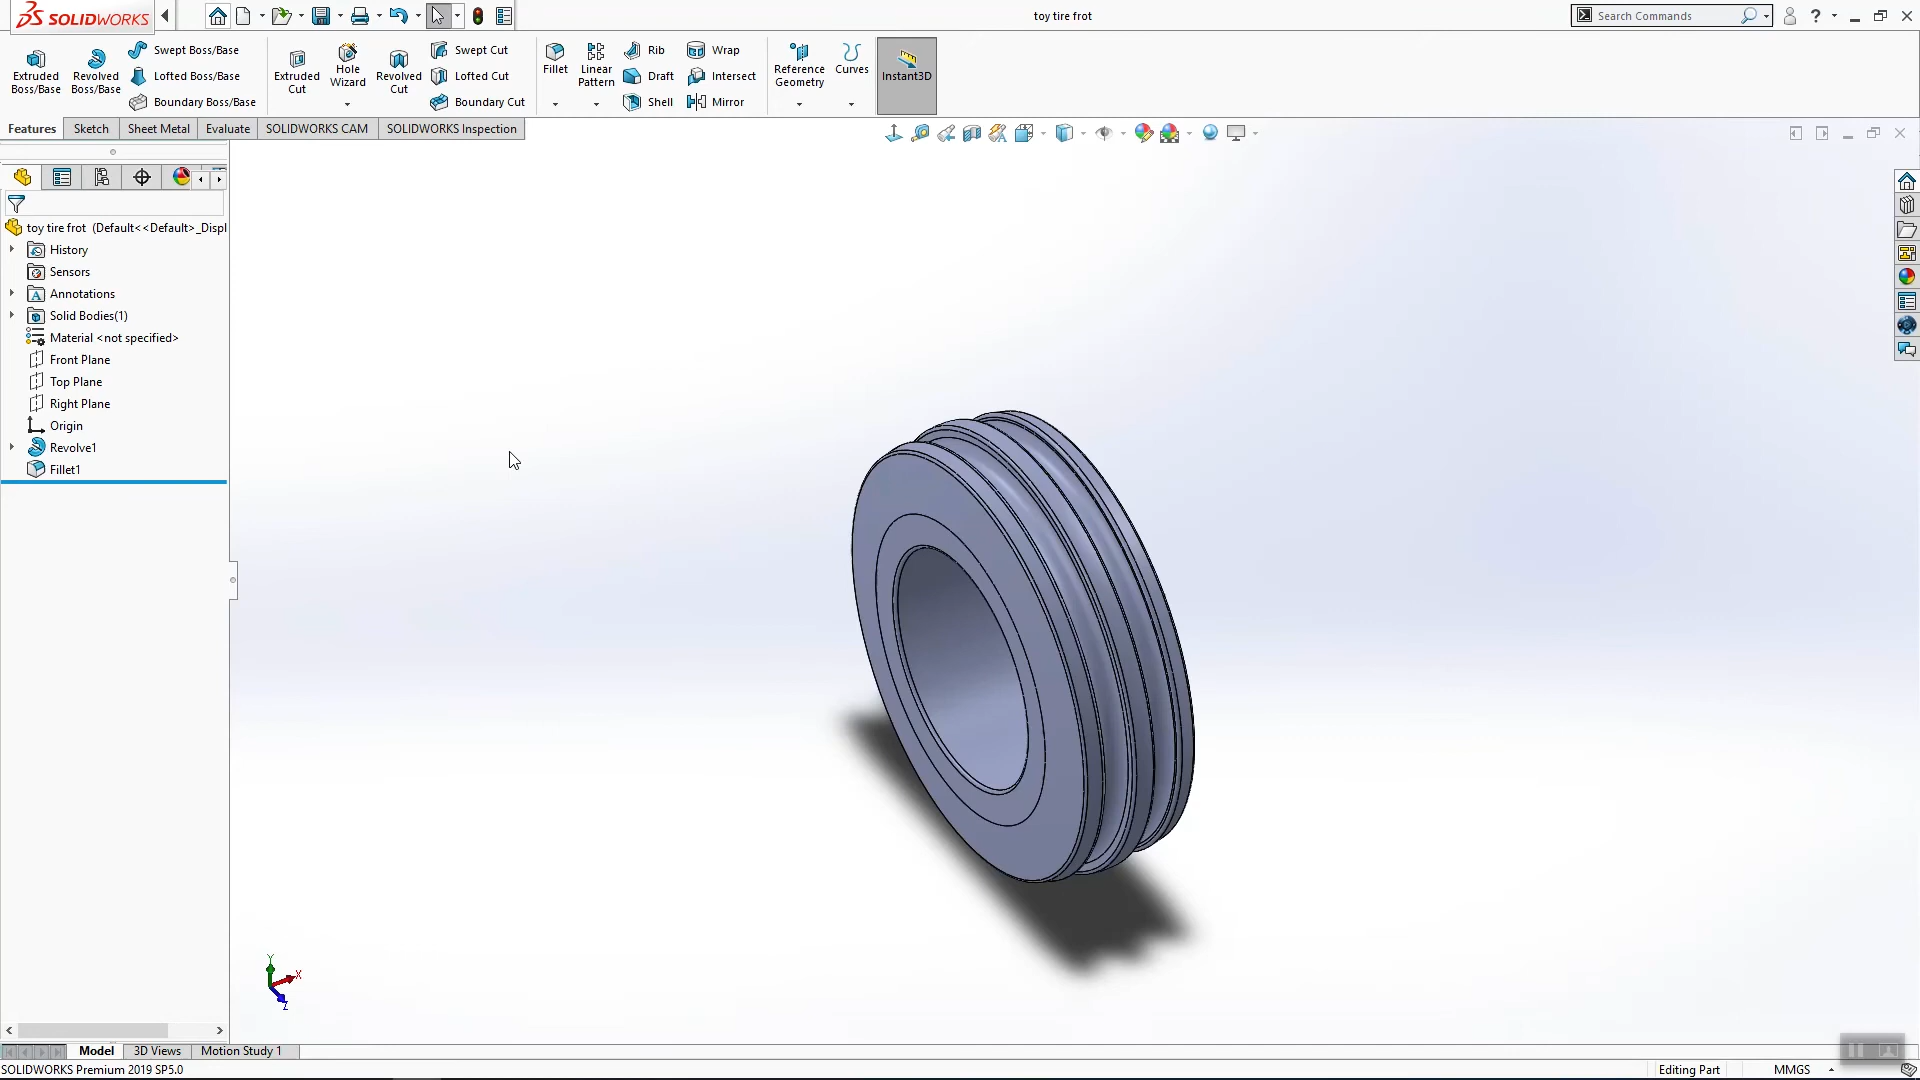 SOLIDWORKS
toy tire frot
Search Commands
Extruded Boss/Base
Revolved Boss/Base
Swept Boss/Base
Lofted Boss/Base
Boundary Boss/Base
Extruded Cut
Hole Wizard
Revolved Cut
Swept Cut
Lofted Cut
Boundary Cut
Fillet
Linear Pattern
Rib
Draft
Shell
Wrap
Intersect
Mirror
Reference Geometry
Curves
Instant3D
Features
Sketch
Sheet Metal
Evaluate
SOLIDWORKS CAM
SOLIDWORKS Inspection
toy tire frot (Default<<Default>_Displ
History
Sensors
Annotations
Solid Bodies(1)
Material <not specified>
Front Plane
Top Plane
Right Plane
Origin
Revolve1
Fillet1
Y
X
Z
Model
3D Views
Motion Study 1
SOLIDWORKS Premium 2019 SP5.0
Editing Part
MMGS